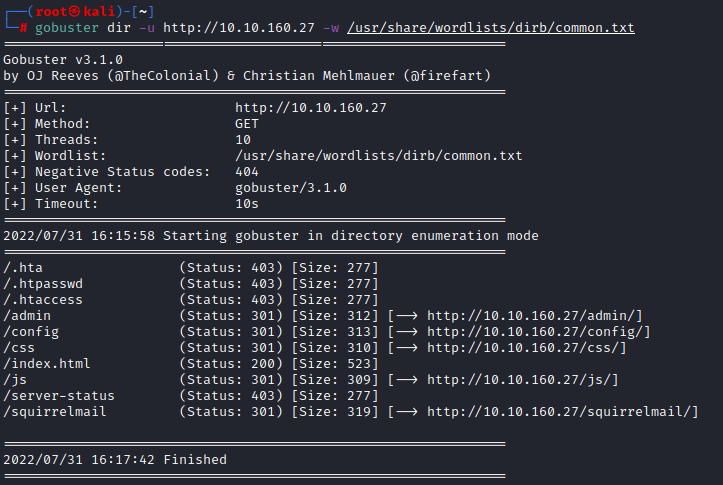 ┌──(root㉿kali)-[~]
└─# gobuster dir -u http://10.10.160.27 -w /usr/share/wordlists/dirb/common.txt
===============================================================
Gobuster v3.1.0
by OJ Reeves (@TheColonial) & Christian Mehlmauer (@firefart)
===============================================================
[+] Url:                     http://10.10.160.27
[+] Method:                  GET
[+] Threads:                 10
[+] Wordlist:                /usr/share/wordlists/dirb/common.txt
[+] Negative Status codes:   404
[+] User Agent:              gobuster/3.1.0
[+] Timeout:                 10s
===============================================================
2022/07/31 16:15:58 Starting gobuster in directory enumeration mode
===============================================================
/.hta                 (Status: 403) [Size: 277]
/.htpasswd            (Status: 403) [Size: 277]
/.htaccess            (Status: 403) [Size: 277]
/admin                (Status: 301) [Size: 312] [--> http://10.10.160.27/admin/]
/config               (Status: 301) [Size: 313] [--> http://10.10.160.27/config/]
/css                  (Status: 301) [Size: 310] [--> http://10.10.160.27/css/]
/index.html           (Status: 200) [Size: 523]
/js                   (Status: 301) [Size: 309] [--> http://10.10.160.27/js/]
/server-status        (Status: 403) [Size: 277]
/squirrelmail         (Status: 301) [Size: 319] [--> http://10.10.160.27/squirrelmail/]
===============================================================
2022/07/31 16:17:42 Finished
===============================================================